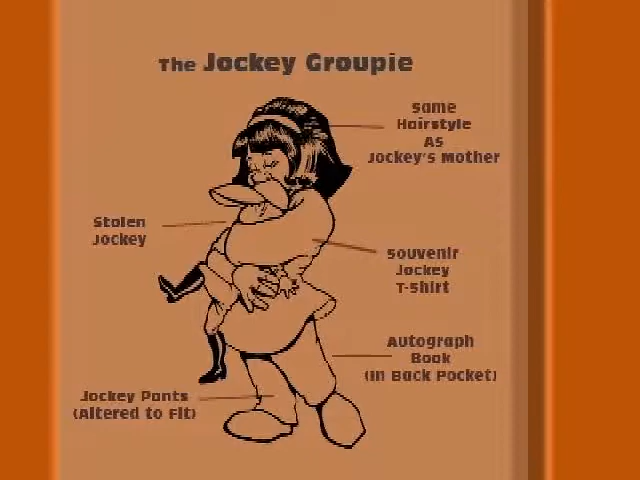 The Jockey Groupie
Same
Hairstyle
As
Jockey's Mother
Stolen
Jockey
Souvenir
Jockey
T-Shirt
Autograph
Book
(In Back Pocket)
Jockey Pants
(Altered to Fit)